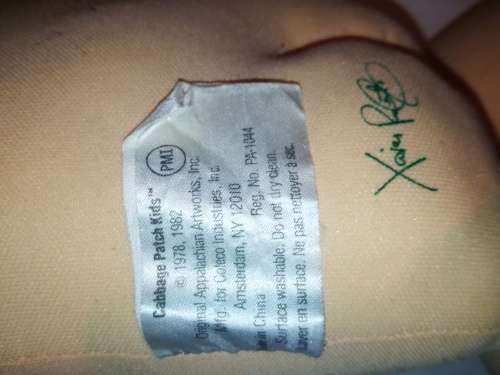 Cabbage Patch Kids™
© 1978, 1982
PMI
Original Appalachian Artworks, Inc.
Mfg. for Coleco Industries, Inc.
Amsterdam, NY 12010
Reg. No. PA-1044
in China
Surface washable: Do not dry clean.
Laver en surface. Ne pas nettoyer à sec.
Xavier